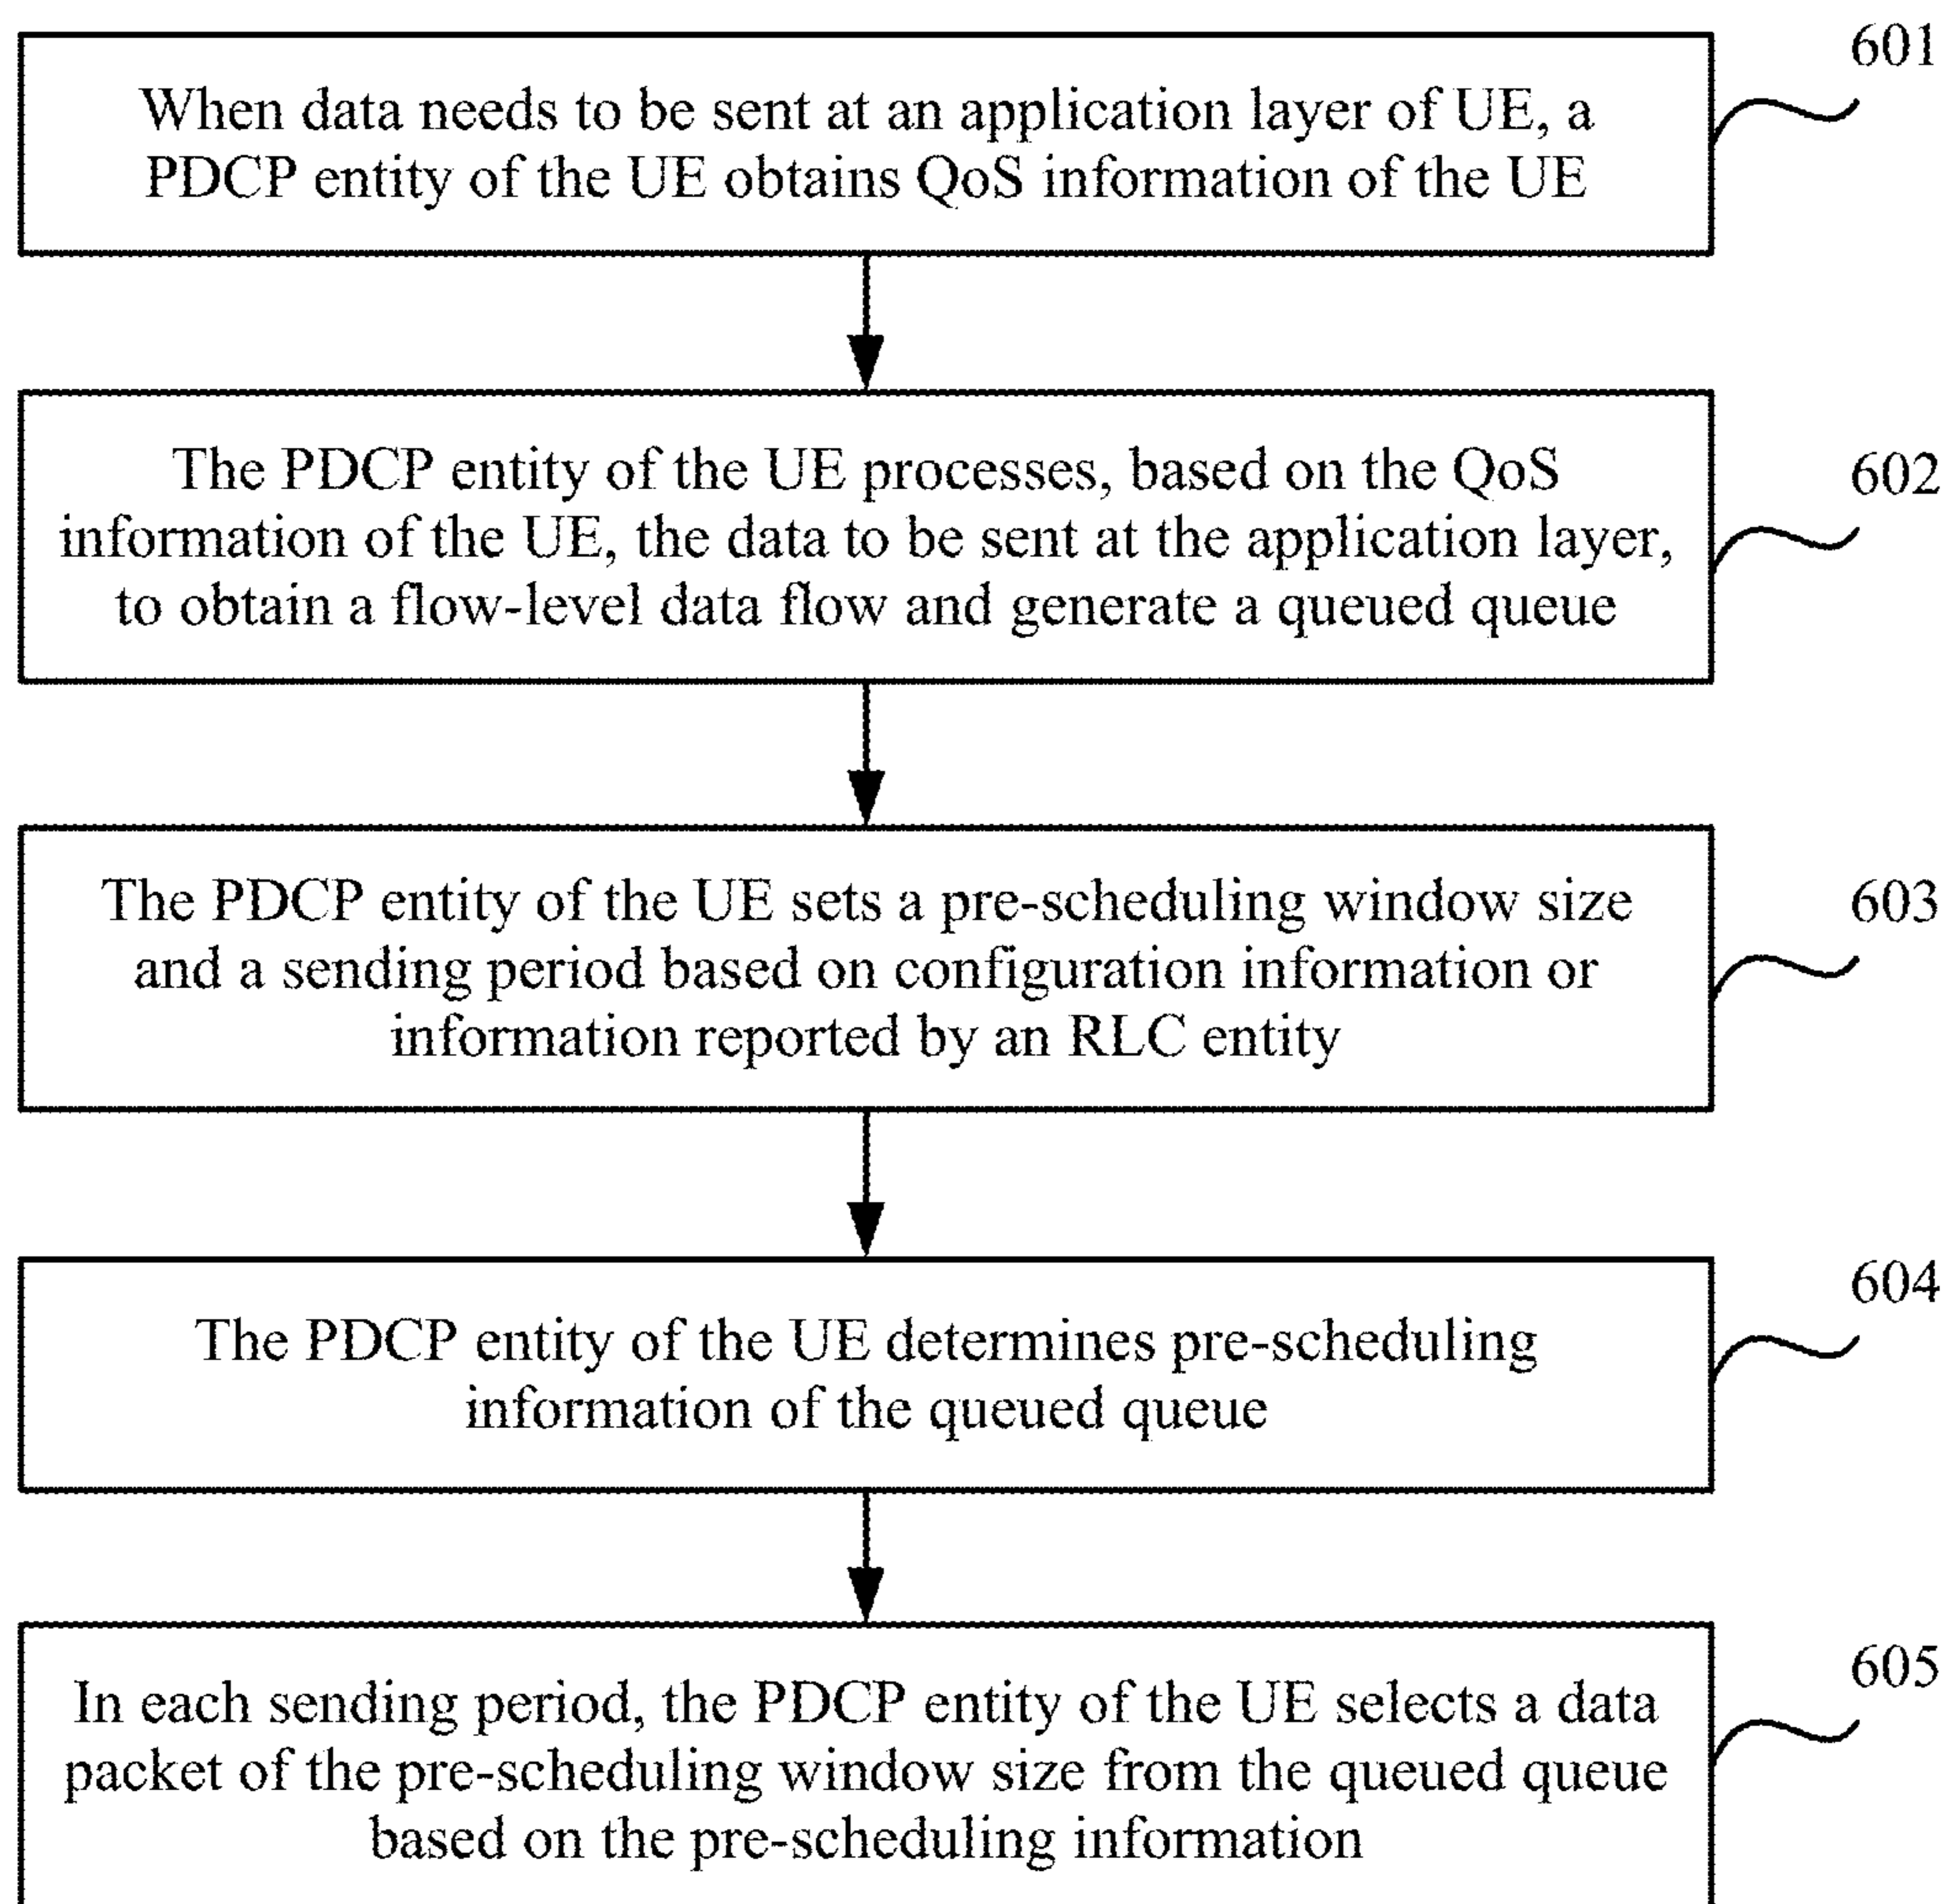 601
When data needs to be sent at an application layer of UE, a
PDCP entity of the UE obtains QoS information of the UE
602
The PDCP entity of the UE processes, based on the QoS
information of the UE, the data to be sent at the application layer,
to obtain a flow-level data flow and generate a queued queue
603
The PDCP entity of the UE sets a pre-scheduling window size
and a sending period based on configuration information or
information reported by an RLC entity
604
The PDCP entity of the UE determines pre-scheduling
information of the queued queue
605
In each sending period, the PDCP entity of the UE selects a data
packet of the pre-scheduling window size from the queued queue
based on the pre-scheduling information